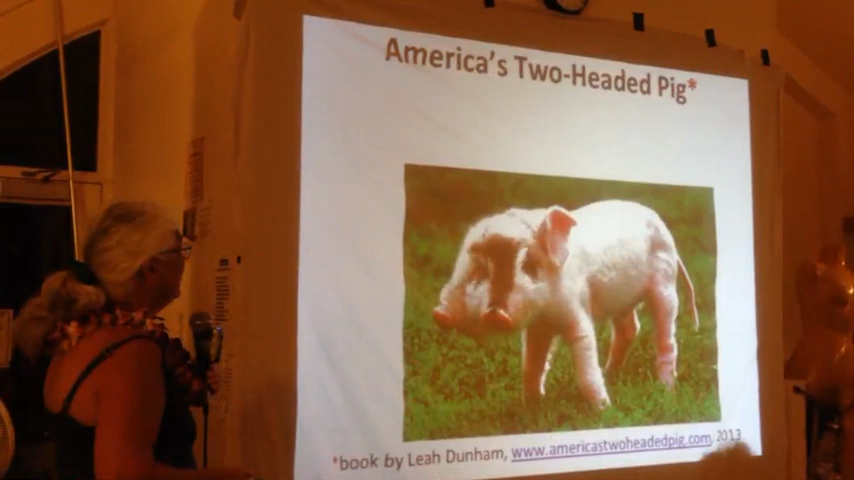 America's Two-Headed Pig*
*book by Leah Dunham, www.americastwoheadedpig.com, 2013